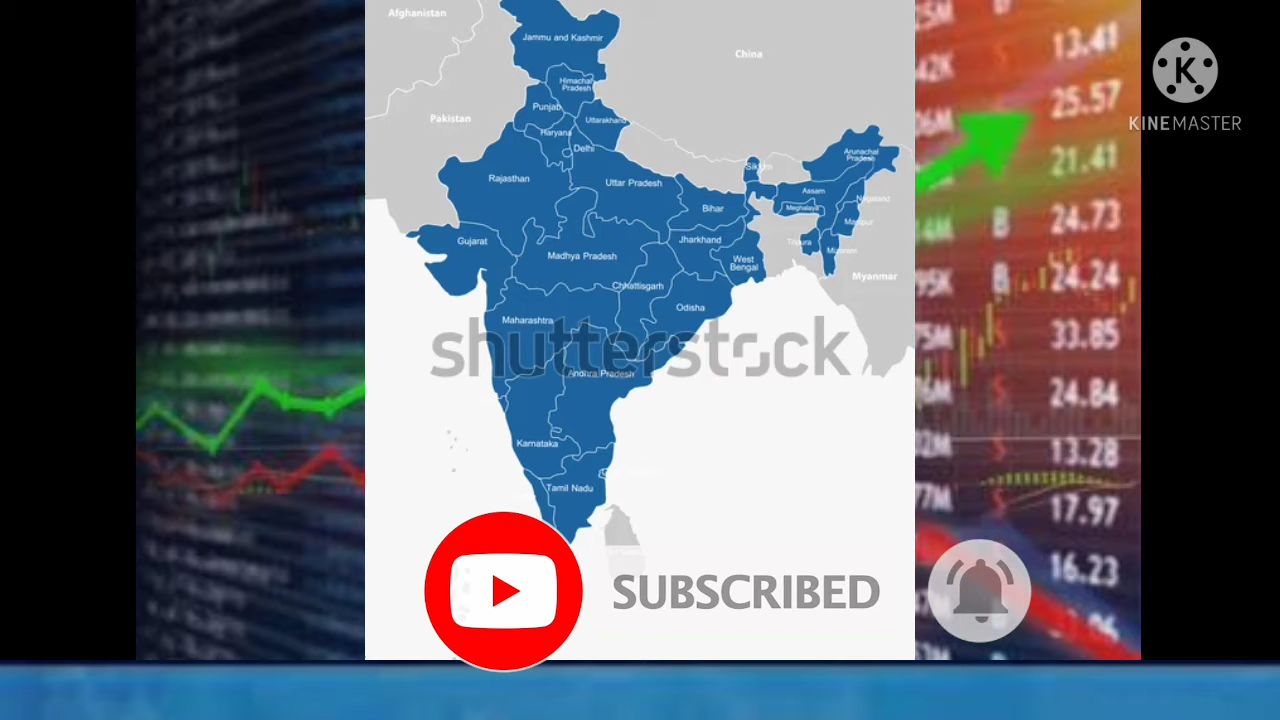 Afghanistan
Jammu and Kashmir
China
Himachal
Pradesh
Punjab
Pakistan
Uttarakhand
Haryana
Delhi
Rajasthan
Uttar Pradesh
Sikkim
Arunachal
Pradesh
Assam
Nagaland
Bihar
Meghalaya
Manipur
Gujarat
Jharkhand
Tripura
Mizoram
Madhya Pradesh
West
Bengal
Myanmar
Chhattisgarh
Odisha
Maharashtra
shutterstock
Andhra Pradesh
Karnataka
Tamil Nadu
SUBSCRIBED
K
KINEMASTER
13.41
25.57
21.41
24.73
24.24
33.85
24.84
13.28
17.97
16.23